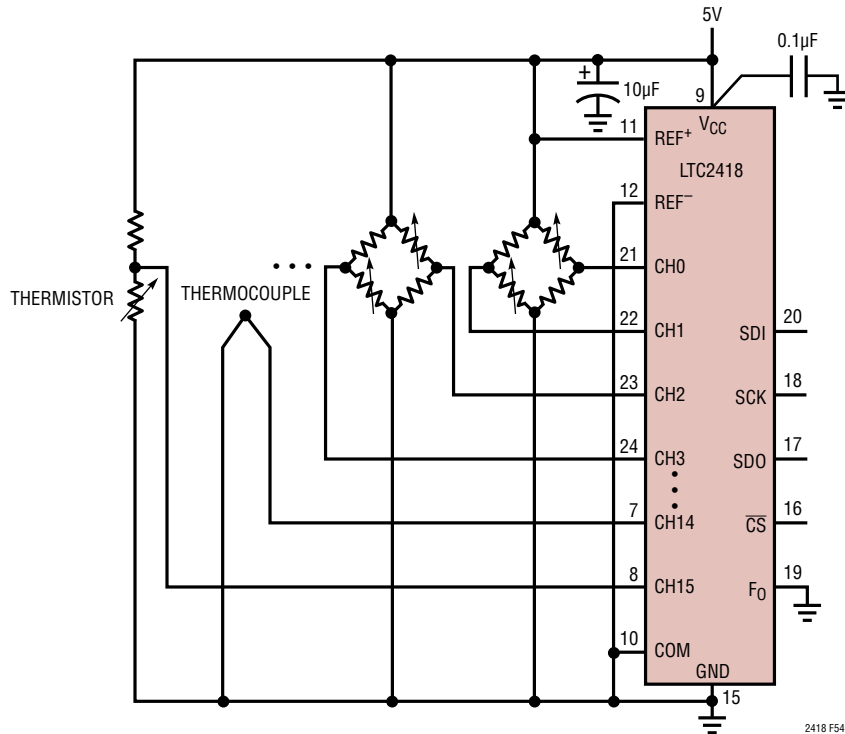 5V
0.1µF
+
10µF
9
VCC
11
REF+
LTC2418
12
REF−
21
CH0
THERMISTOR
THERMOCOUPLE
22
CH1
SDI
20
23
CH2
SCK
18
24
CH3
SDO
17
7
CH14
CS
16
8
CH15
FO
19
10
COM
GND
15
2418 F54